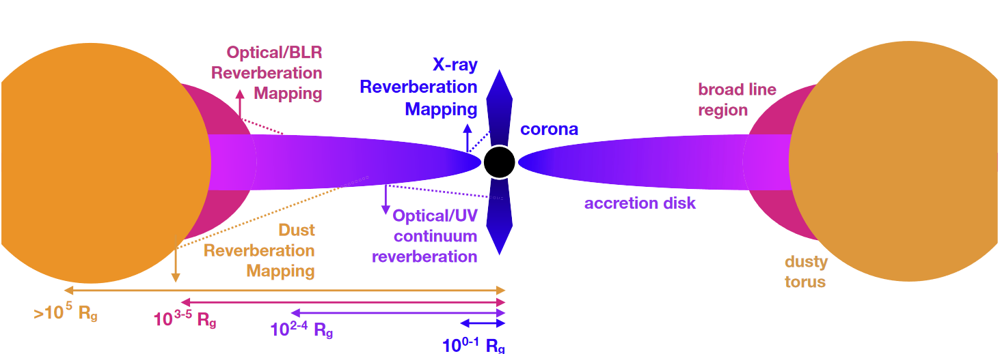 Optical/BLR
Reverberation
Mapping
X-ray
Reverberation
Mapping
corona
broad line
region
accretion disk
Optical/UV
continuum
reverberation
Dust
Reverberation
Mapping
dusty
torus
>10⁵ Rg
10³⁻⁵ Rg
10²⁻⁴ Rg
10⁰⁻¹ Rg